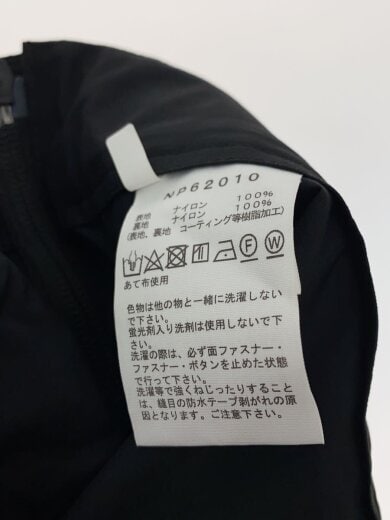 NP62010
表地 ナイロン 100%
裏地 ナイロン 100%
(表地、裏地 コーティング等樹脂加工)
F W
あて布使用
色物は他の物と一緒に洗濯しない
で下さい。
蛍光剤入り洗剤は使用しないで下
さい。
洗濯の際は、必ず面ファスナー・
ファスナー・ボタンを止めた状態
で行って下さい。
洗濯等で強くねじったりすること
は、縫目の防水テープ剥がれの原
因となります。ご注意下さい。